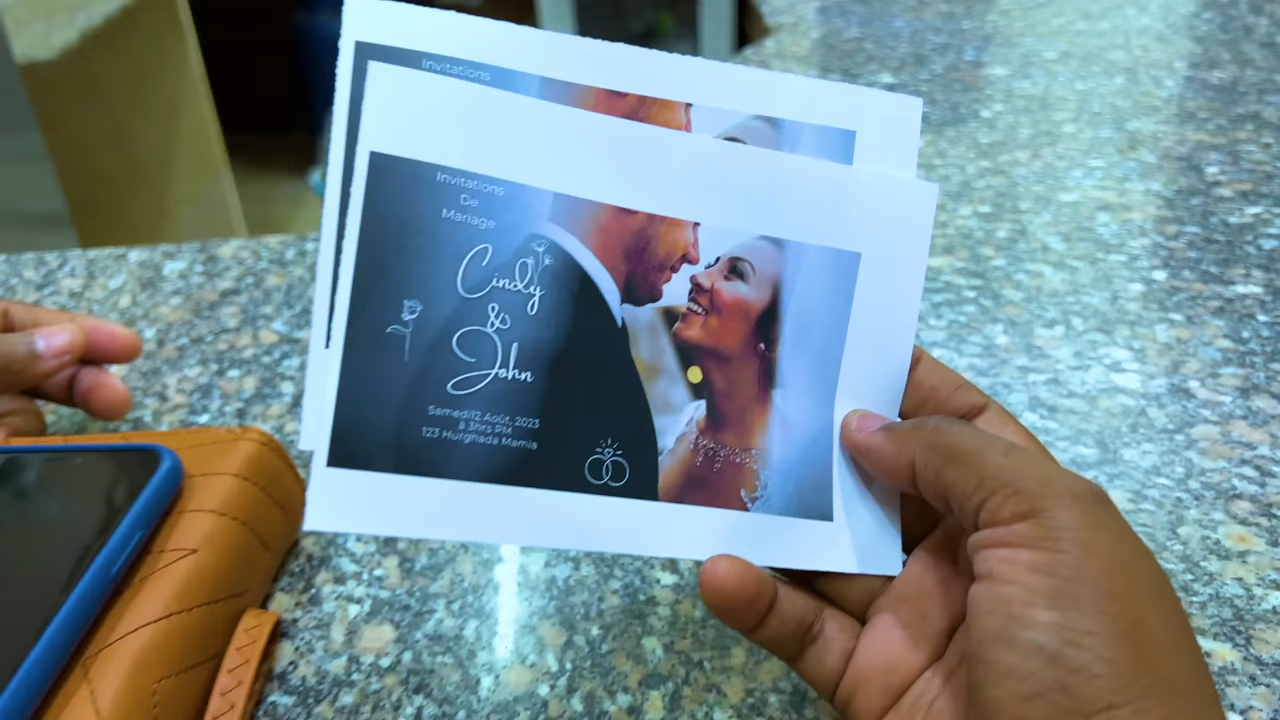 Invitations
Invitations
De
Mariage
Cindy
&
John
Samedi12 Août, 2023
à 3hrs PM
123 Hurghada Mamia